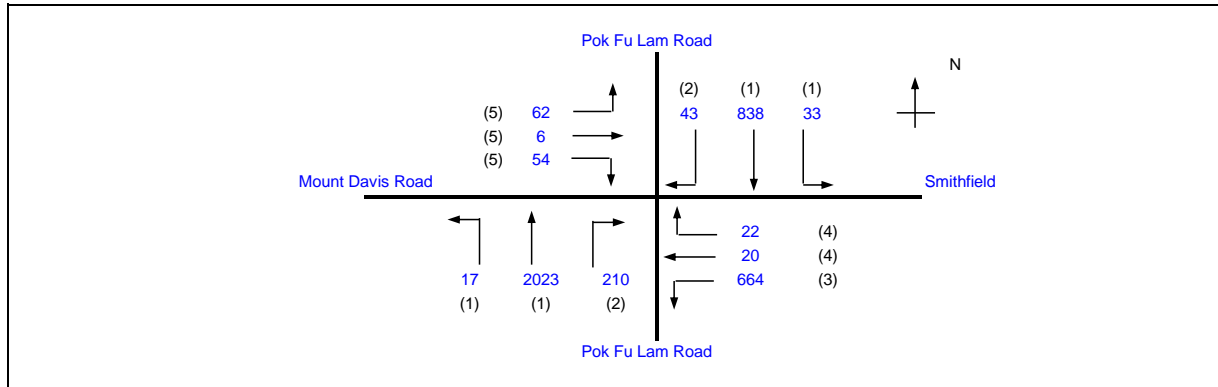 Pok Fu Lam Road
N
(2) (1) (1)
(5) 62 43 838 33
(5) 6
(5) 54
Mount Davis Road Smithfield
22 (4)
20 (4)
17 2023 210 664 (3)
(1) (1) (2)
Pok Fu Lam Road